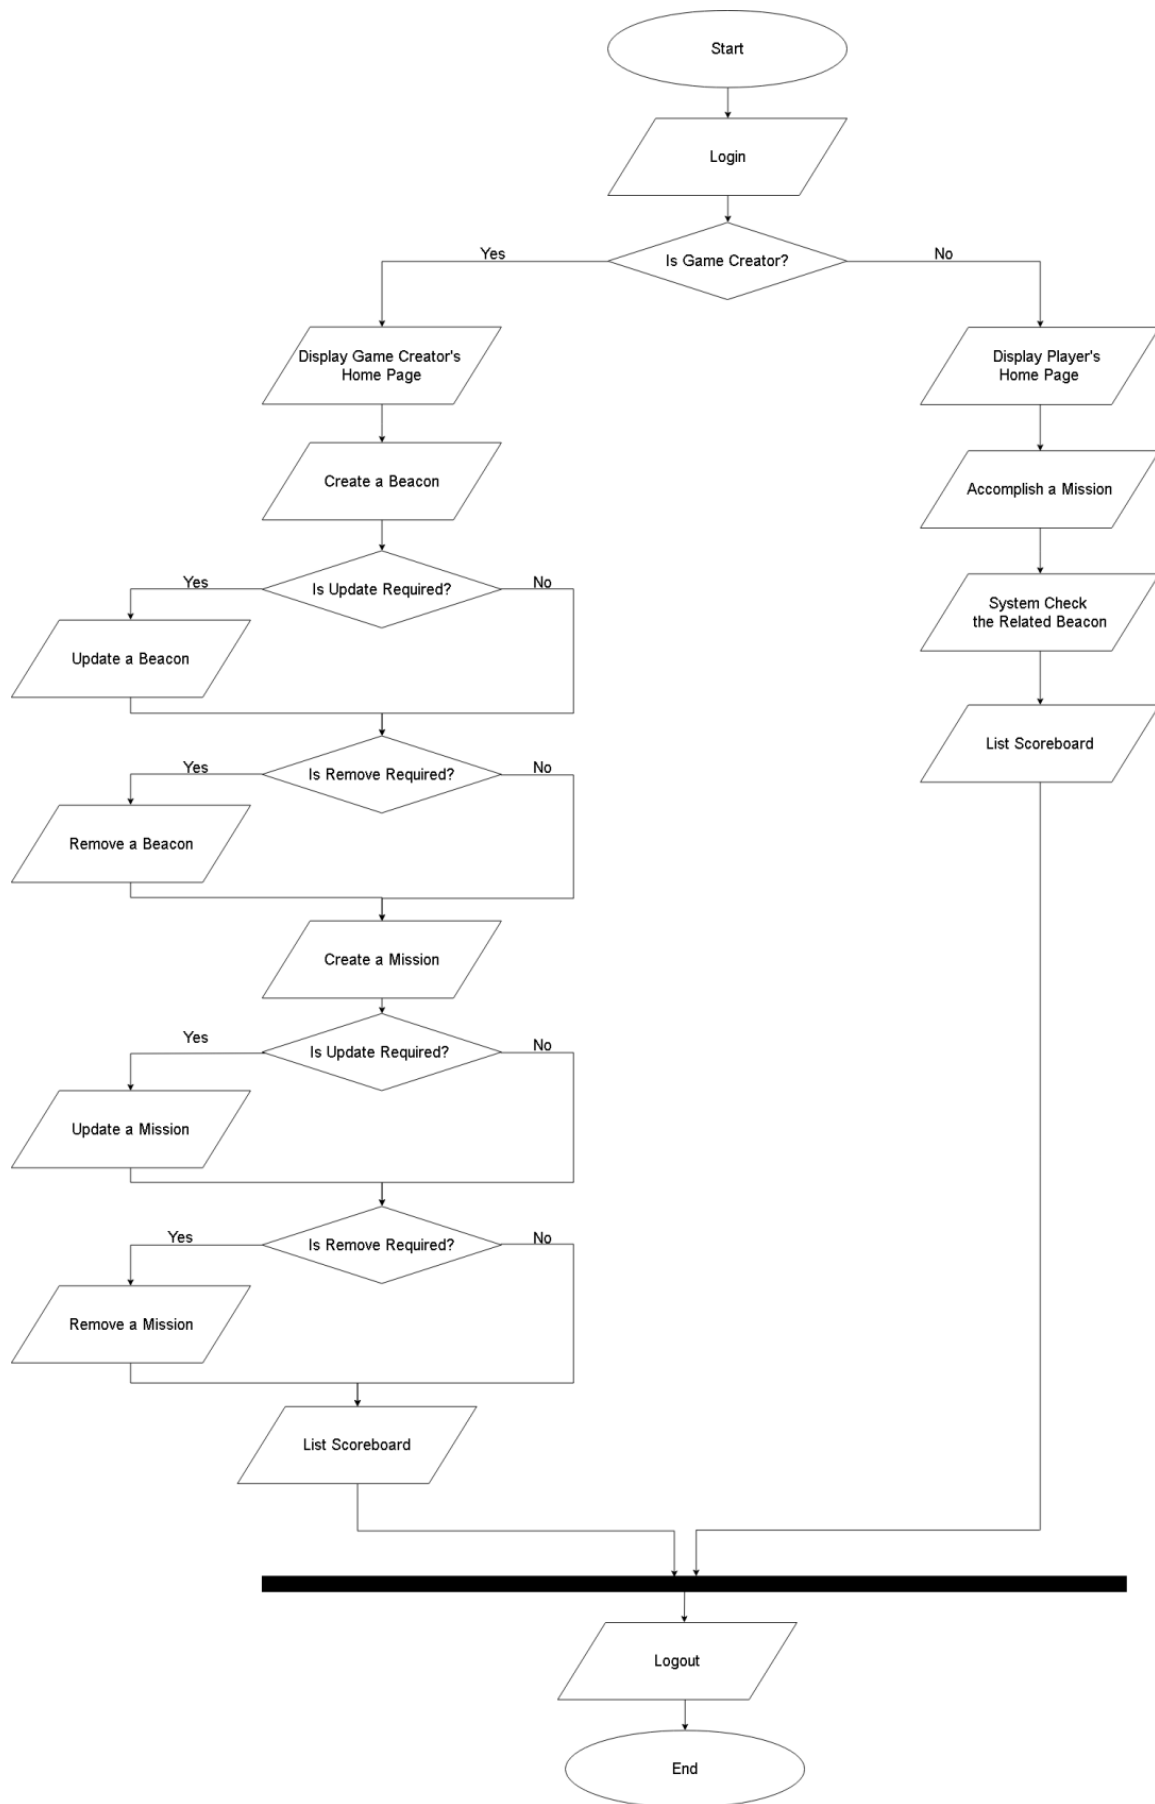 Start
Login
Is Game Creator?
Yes
No
Display Game Creator's
Home Page
Display Player's
Home Page
Create a Beacon
Accomplish a Mission
Is Update Required?
Yes
No
System Check
the Related Beacon
Update a Beacon
List Scoreboard
Is Remove Required?
Yes
No
Remove a Beacon
Create a Mission
Is Update Required?
Yes
No
Update a Mission
Is Remove Required?
Yes
No
Remove a Mission
List Scoreboard
Logout
End